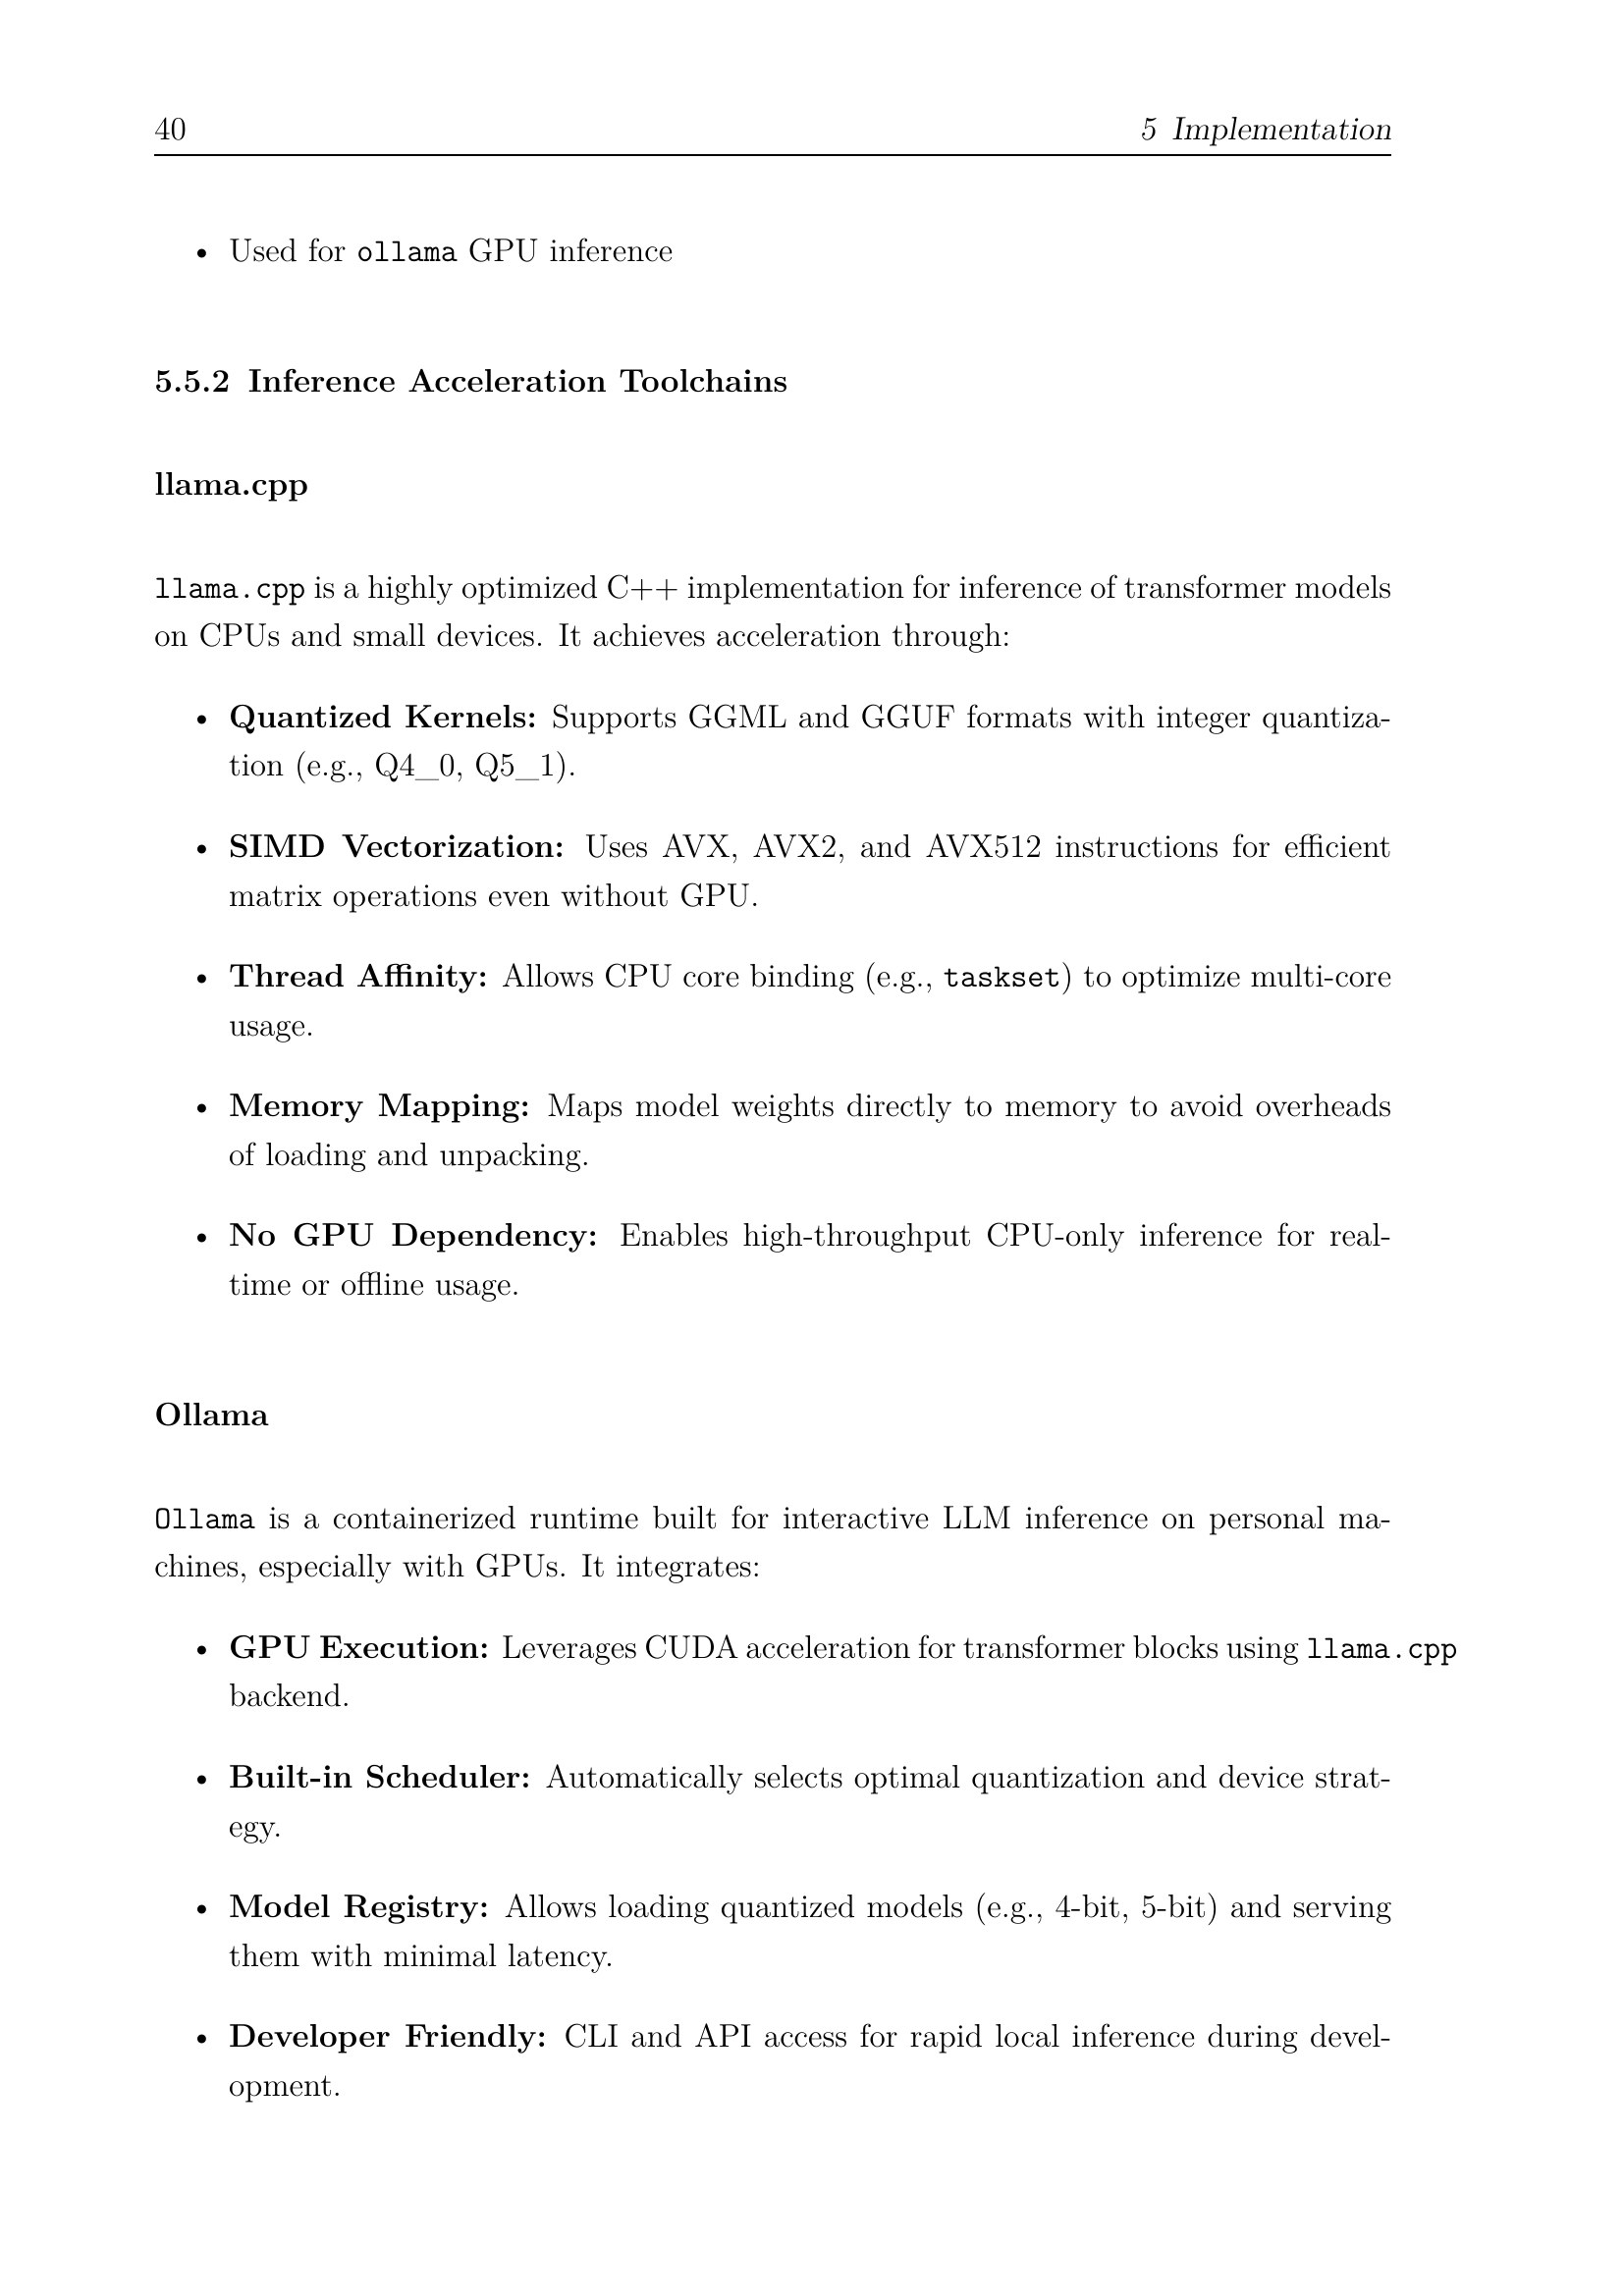 40 5 Implementation
• Used for ollama GPU inference
5.5.2 Inference Acceleration Toolchains
llama.cpp
llama.cpp is a highly optimized C++ implementation for inference of transformer models
on CPUs and small devices. It achieves acceleration through:
• Quantized Kernels: Supports GGML and GGUF formats with integer quantiza-
tion (e.g., Q4_0, Q5_1).
• SIMD Vectorization: Uses AVX, AVX2, and AVX512 instructions for efficient
matrix operations even without GPU.
• Thread Affinity: Allows CPU core binding (e.g., taskset) to optimize multi-core
usage.
• Memory Mapping: Maps model weights directly to memory to avoid overheads
of loading and unpacking.
• No GPU Dependency: Enables high-throughput CPU-only inference for real-
time or offline usage.
Ollama
Ollama is a containerized runtime built for interactive LLM inference on personal ma-
chines, especially with GPUs. It integrates:
• GPU Execution: Leverages CUDA acceleration for transformer blocks using llama.cpp
backend.
• Built-in Scheduler: Automatically selects optimal quantization and device strat-
egy.
• Model Registry: Allows loading quantized models (e.g., 4-bit, 5-bit) and serving
them with minimal latency.
• Developer Friendly: CLI and API access for rapid local inference during devel-
opment.